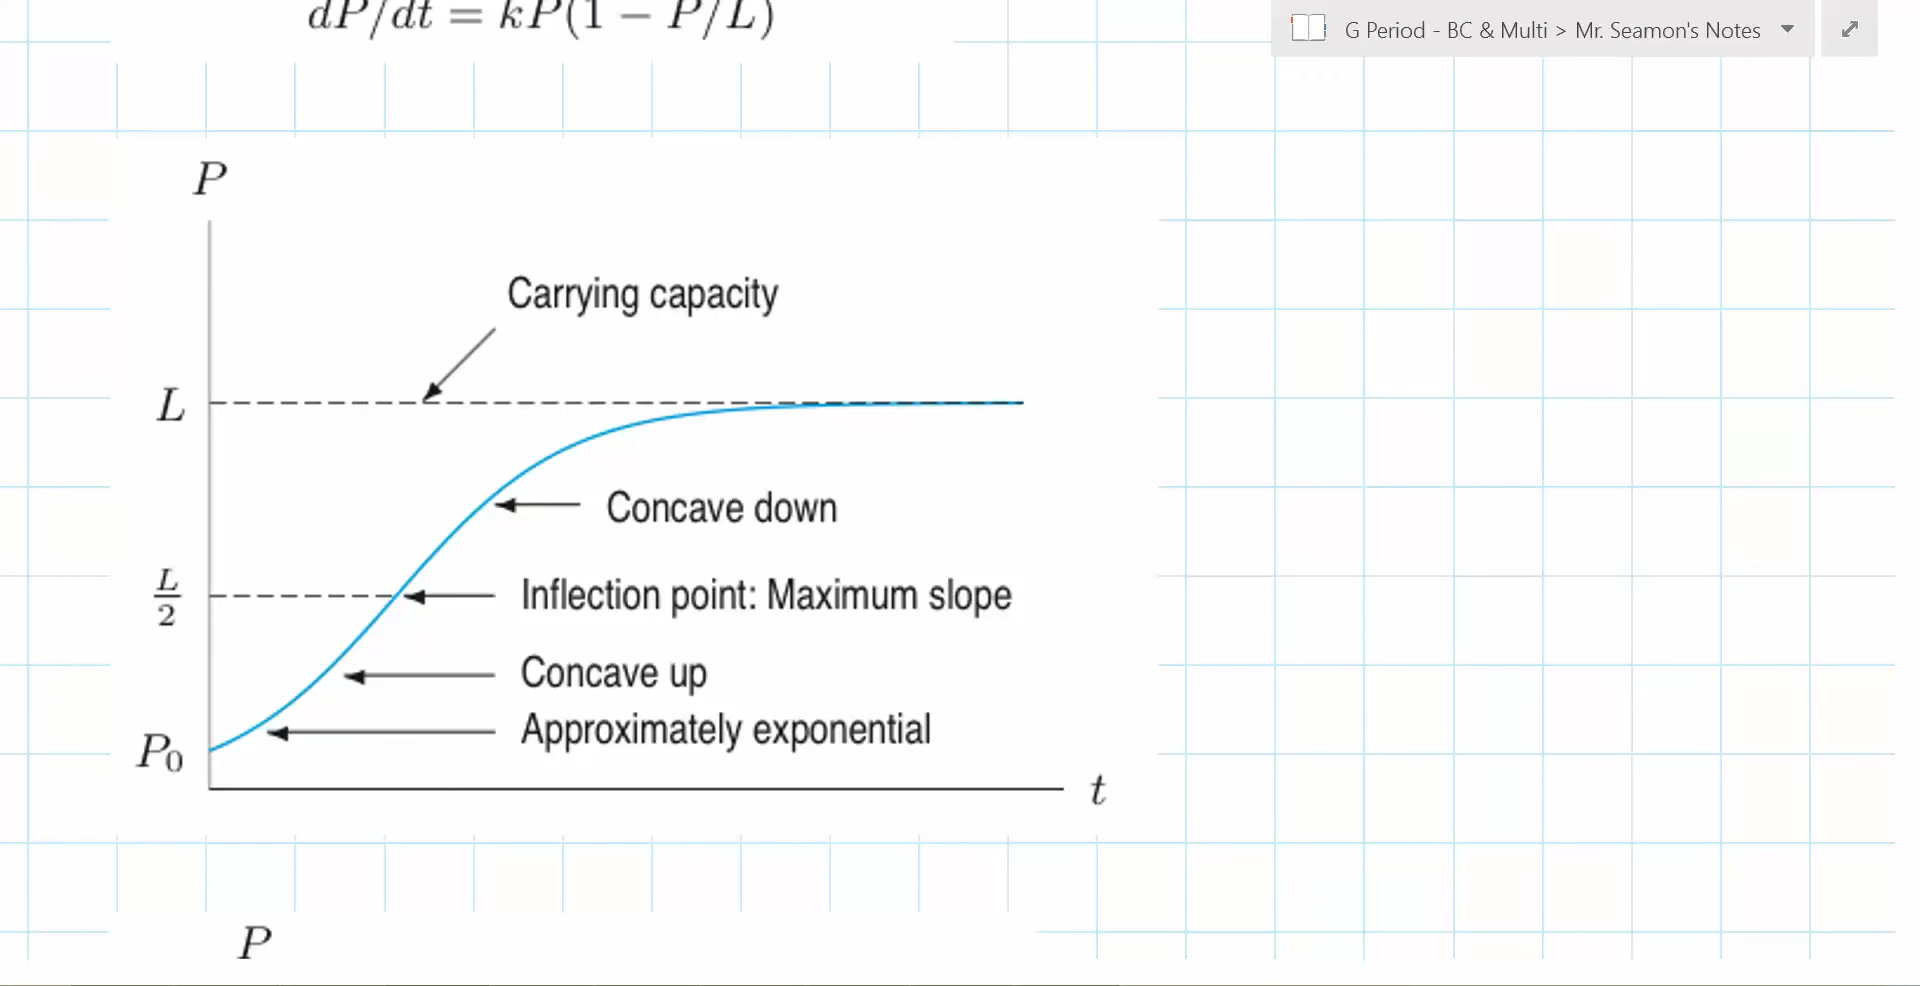 dP/dt = kP(1 − P/L)
G Period - BC & Multi > Mr. Seamon's Notes
P
Carrying capacity
L
Concave down
L/2
Inflection point: Maximum slope
Concave up
Approximately exponential
P₀
t
P